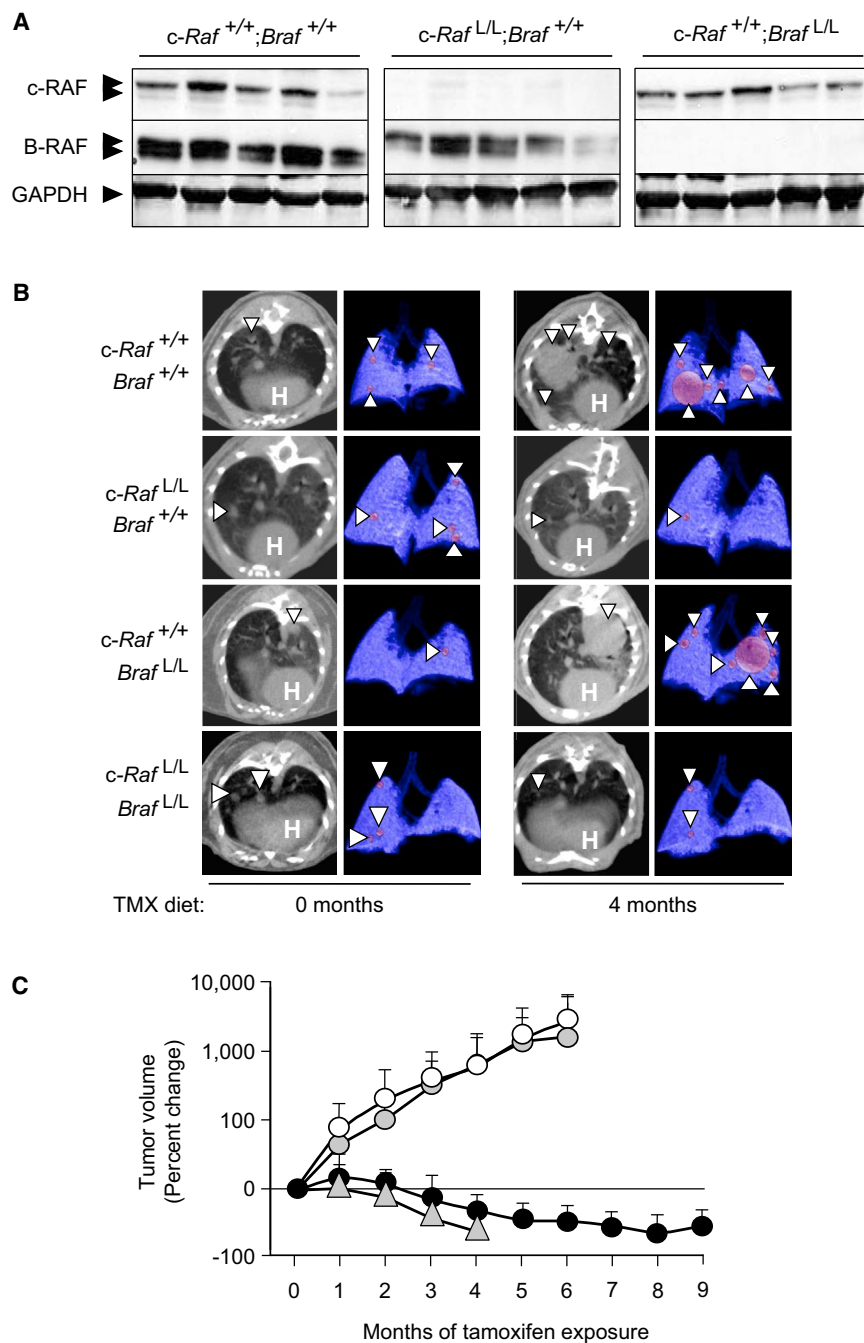 A
c-Raf +/+;Braf +/+
c-Raf L/L;Braf +/+
c-Raf +/+;Braf L/L
c-RAF
B-RAF
GAPDH
B
c-Raf +/+
Braf +/+
H
H
c-Raf L/L
Braf +/+
H
H
c-Raf +/+
Braf L/L
H
H
c-Raf L/L
Braf L/L
H
H
TMX diet: 0 months 4 months
C
Tumor volume
(Percent change)
10,000
1,000
100
0
-100
0 1 2 3 4 5 6 7 8 9
Months of tamoxifen exposure